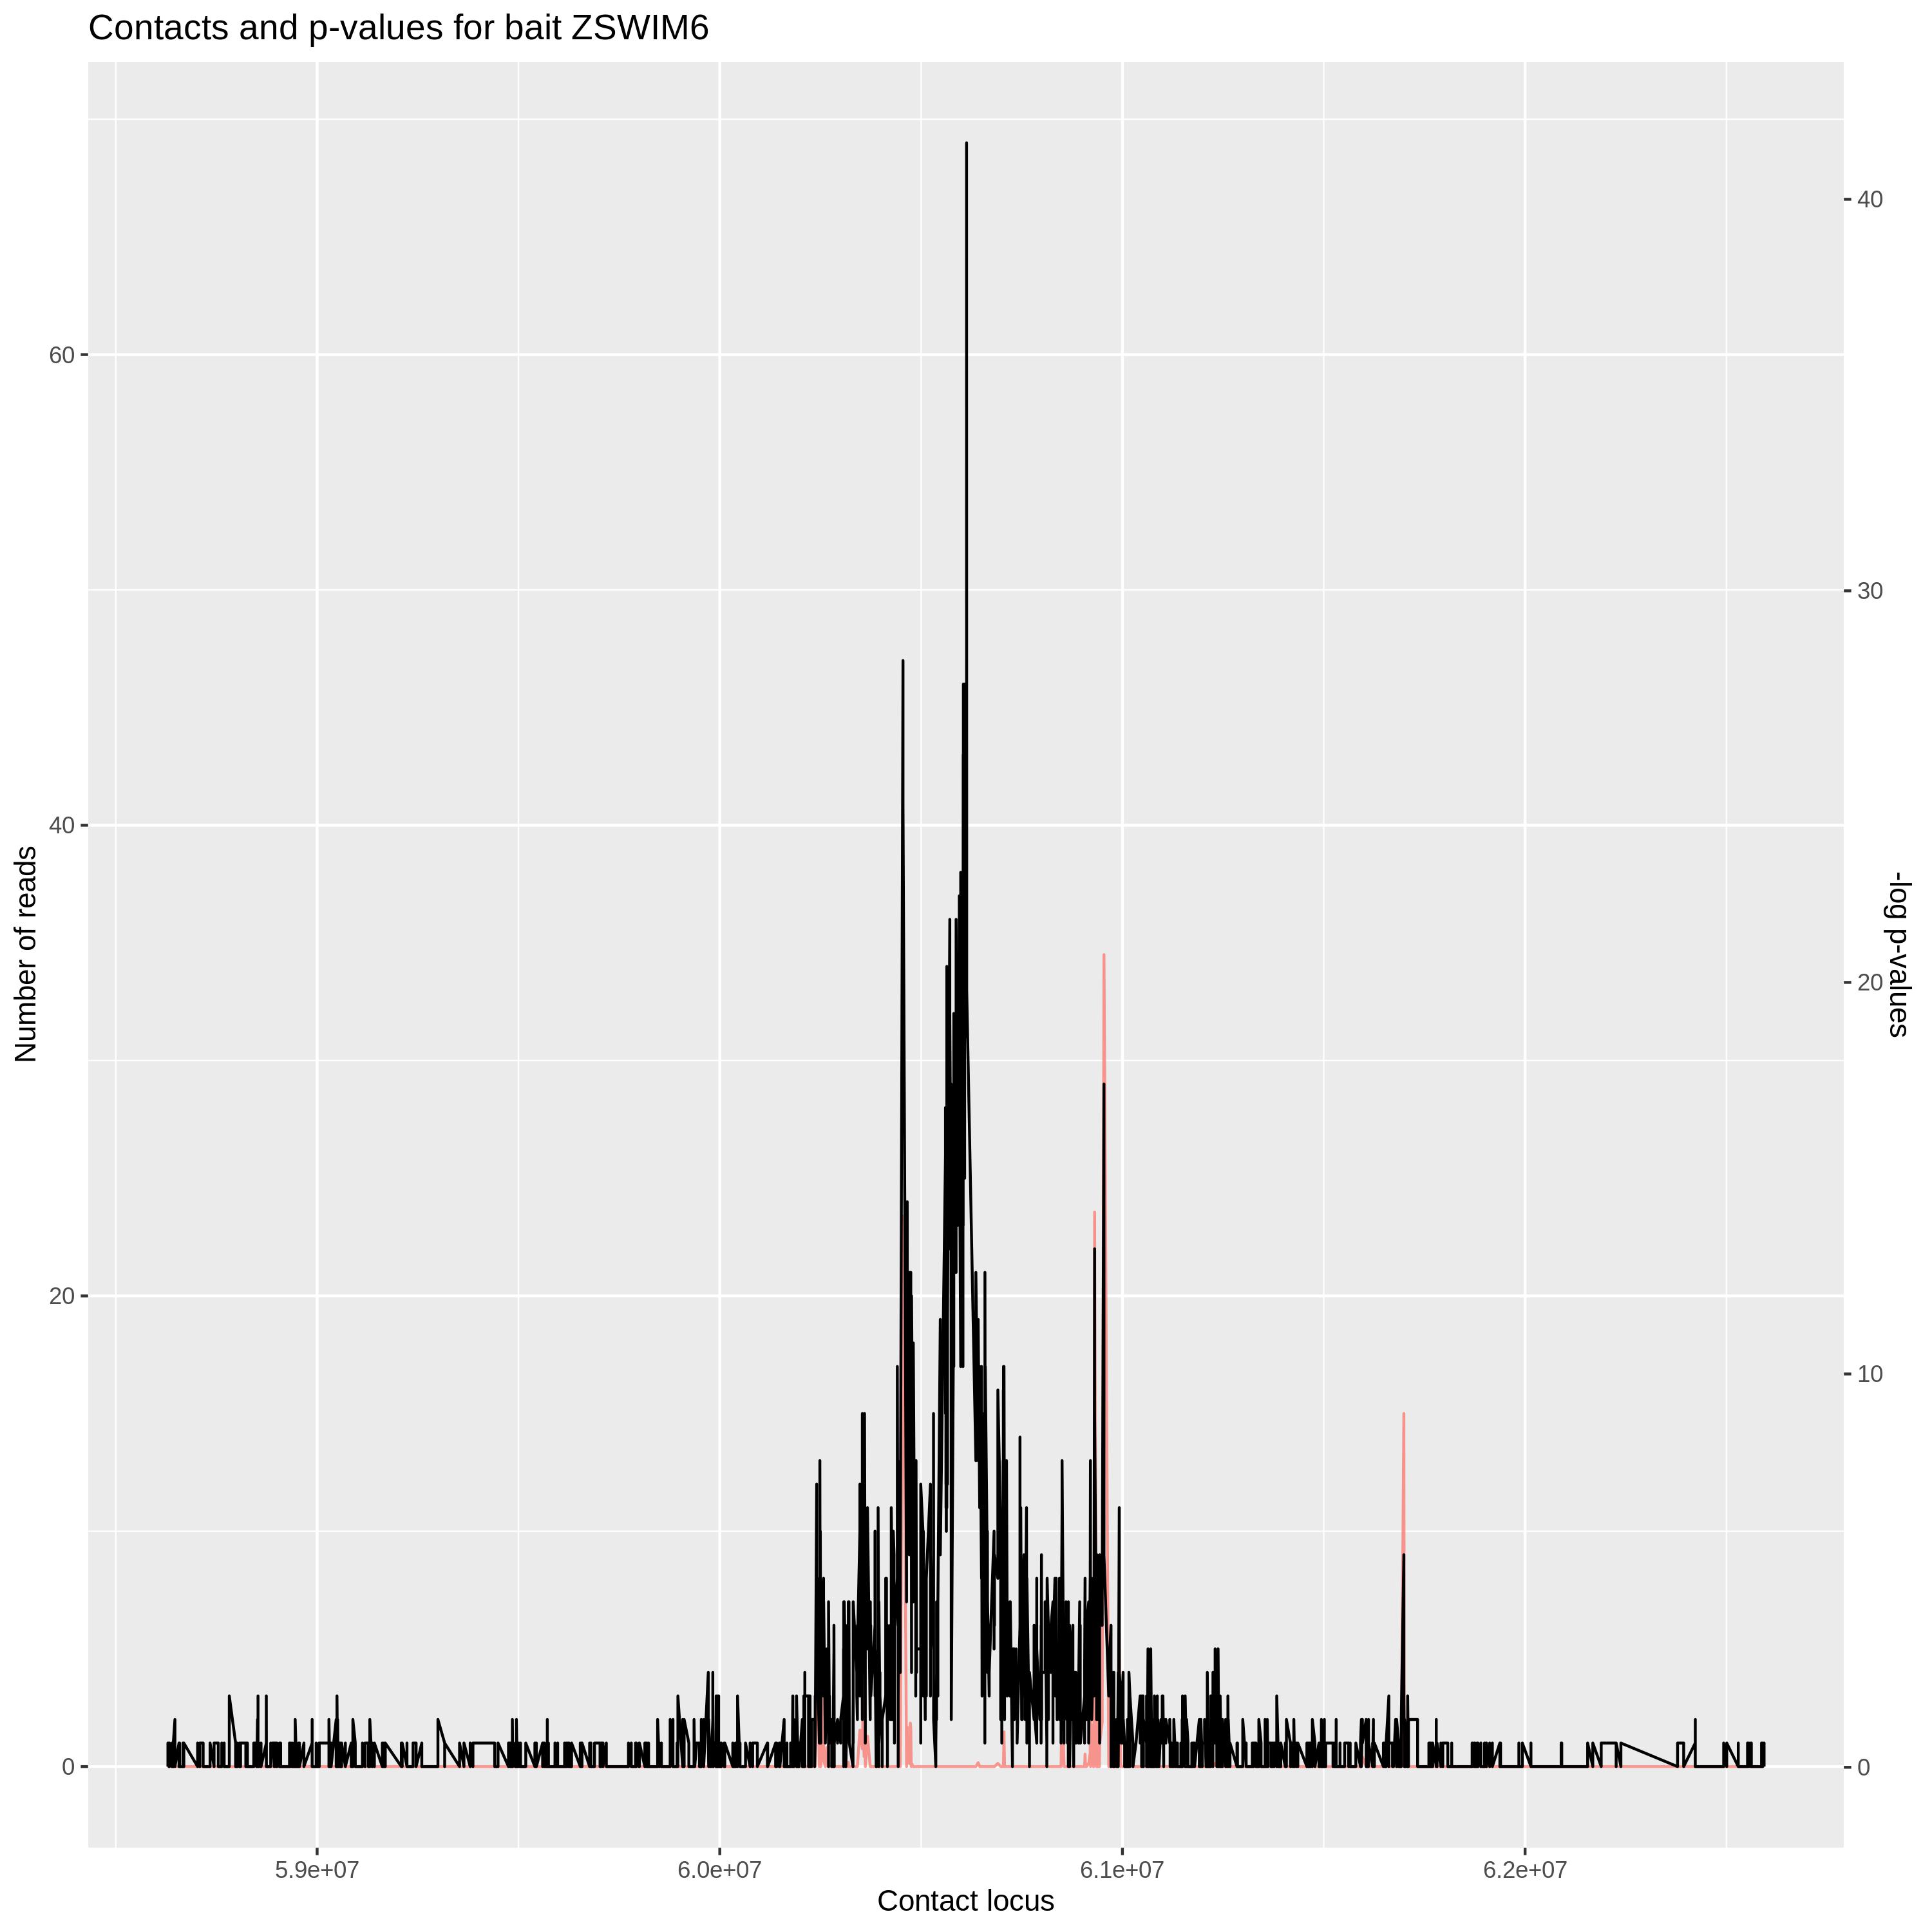 Contacts and p-values for bait ZSWIM6
60
40
20
0
Number of reads
40
30
20
10
0
-log p-values
5.9e+07 6.0e+07 6.1e+07 6.2e+07
Contact locus